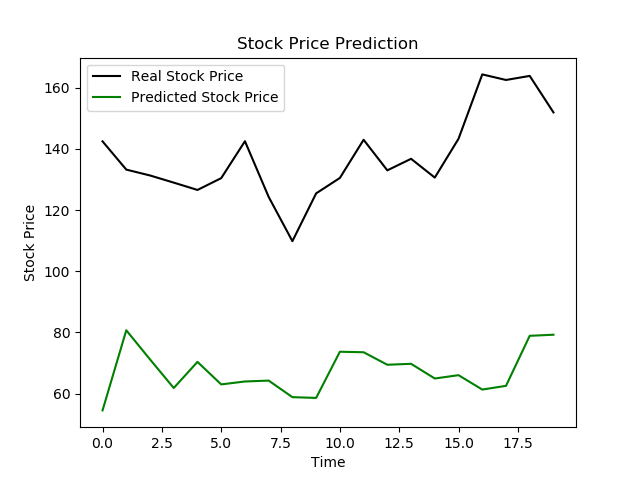 Stock Price Prediction
Real Stock Price
Predicted Stock Price
160
140
120
100
80
60
Stock Price
0.0 2.5 5.0 7.5 10.0 12.5 15.0 17.5
Time